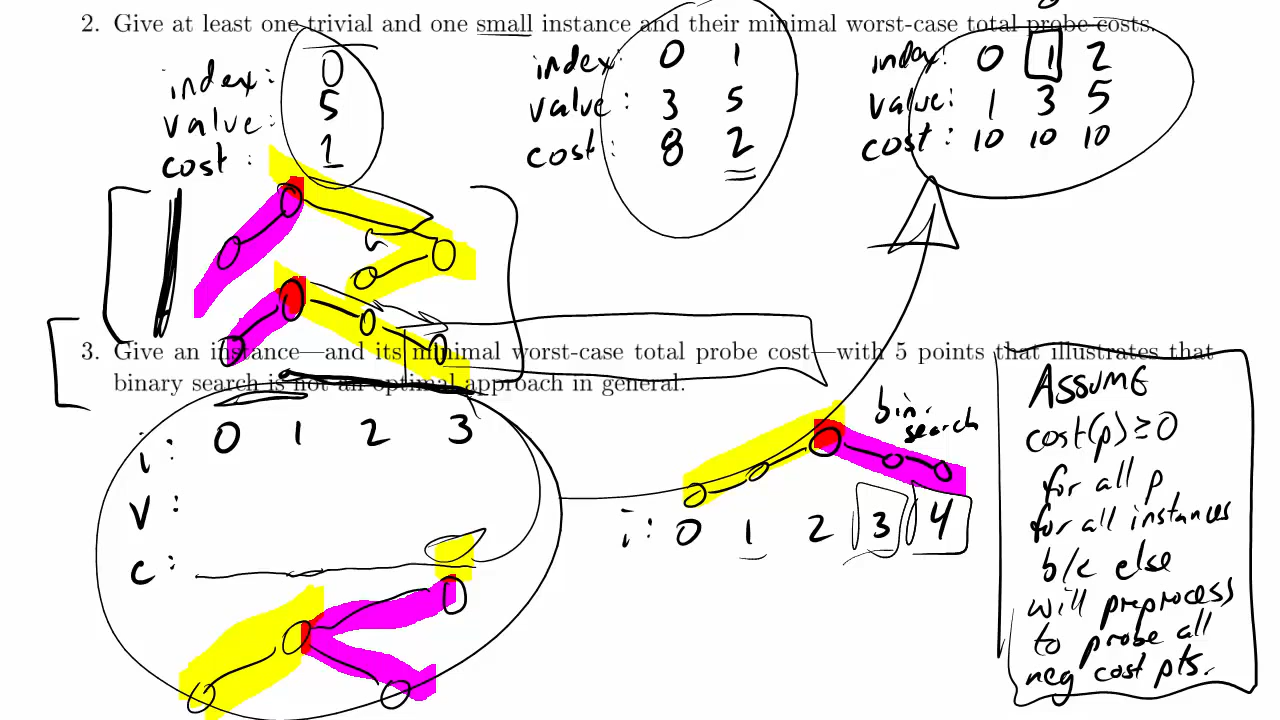 2. Give at least one trivial and one small instance and their minimal worst-case total probe costs.
index: 0
value: 5
cost: 1
index: 0 1
value: 3 5
cost: 8 2
index: 0 1 2
value: 1 3 5
cost: 10 10 10
3. Give an instance—and its minimal worst-case total probe cost—with 5 points that illustrates that
binary search is not an optimal approach in general.
i: 0 1 2 3
V:
c:
bin.
search
i: 0 1 2 3 4
ASSUME
cost(p) ≥ 0
for all p
for all instances
b/c else
will preprocess
to probe all
neg cost pts.